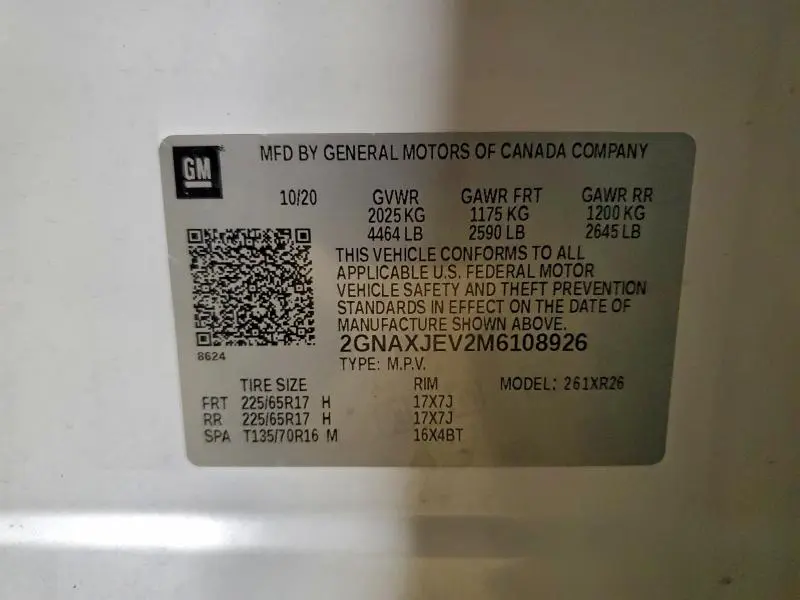 GM
MFD BY GENERAL MOTORS OF CANADA COMPANY
10/20 GVWR GAWR FRT GAWR RR
2025 KG 1175 KG 1200 KG
4464 LB 2590 LB 2645 LB
THIS VEHICLE CONFORMS TO ALL
APPLICABLE U.S. FEDERAL MOTOR
VEHICLE SAFETY AND THEFT PREVENTION
STANDARDS IN EFFECT ON THE DATE OF
MANUFACTURE SHOWN ABOVE.
2GNAXJEV2M6108926
8624
TYPE: M.P.V.
TIRE SIZE RIM MODEL: 261XR26
FRT 225/65R17 H 17X7J
RR 225/65R17 H 17X7J
SPA T135/70R16 M 16X4BT